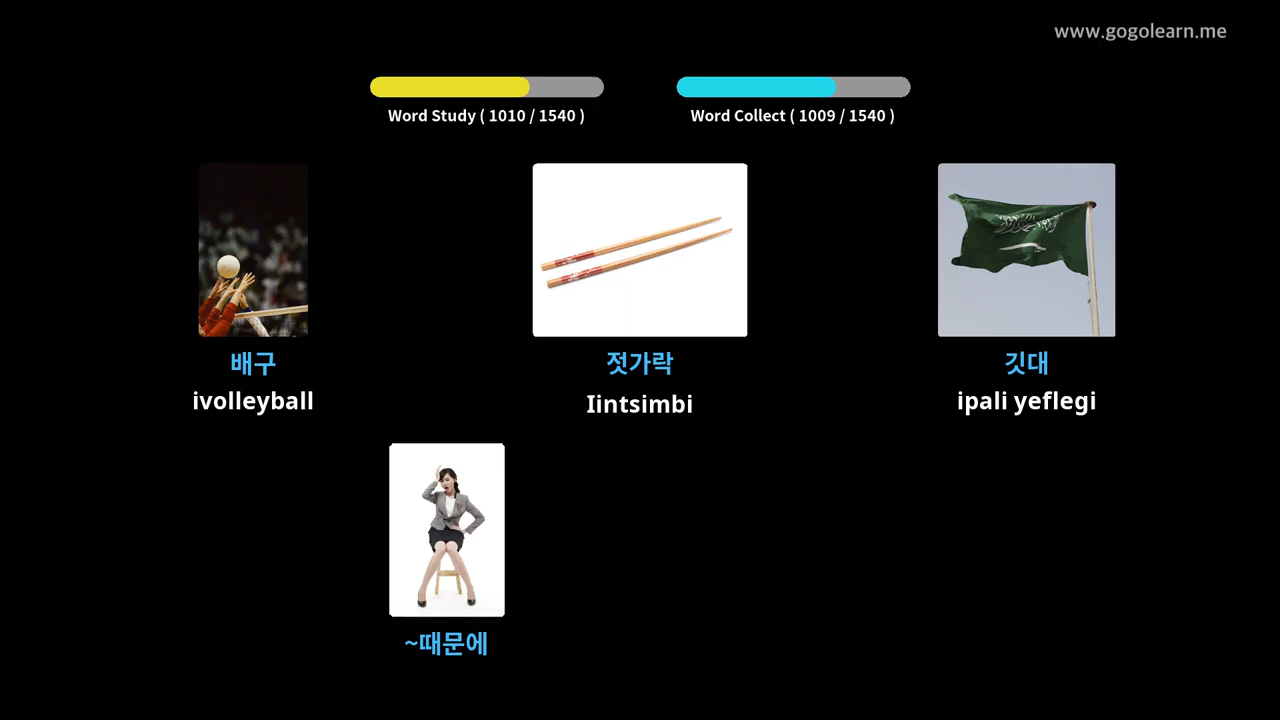 www.gogolearn.me
Word Study ( 1010 / 1540 )
Word Collect ( 1009 / 1540 )
배구
젓가락
깃대
ivolleyball
Iintsimbi
ipali yeflegi
~때문에